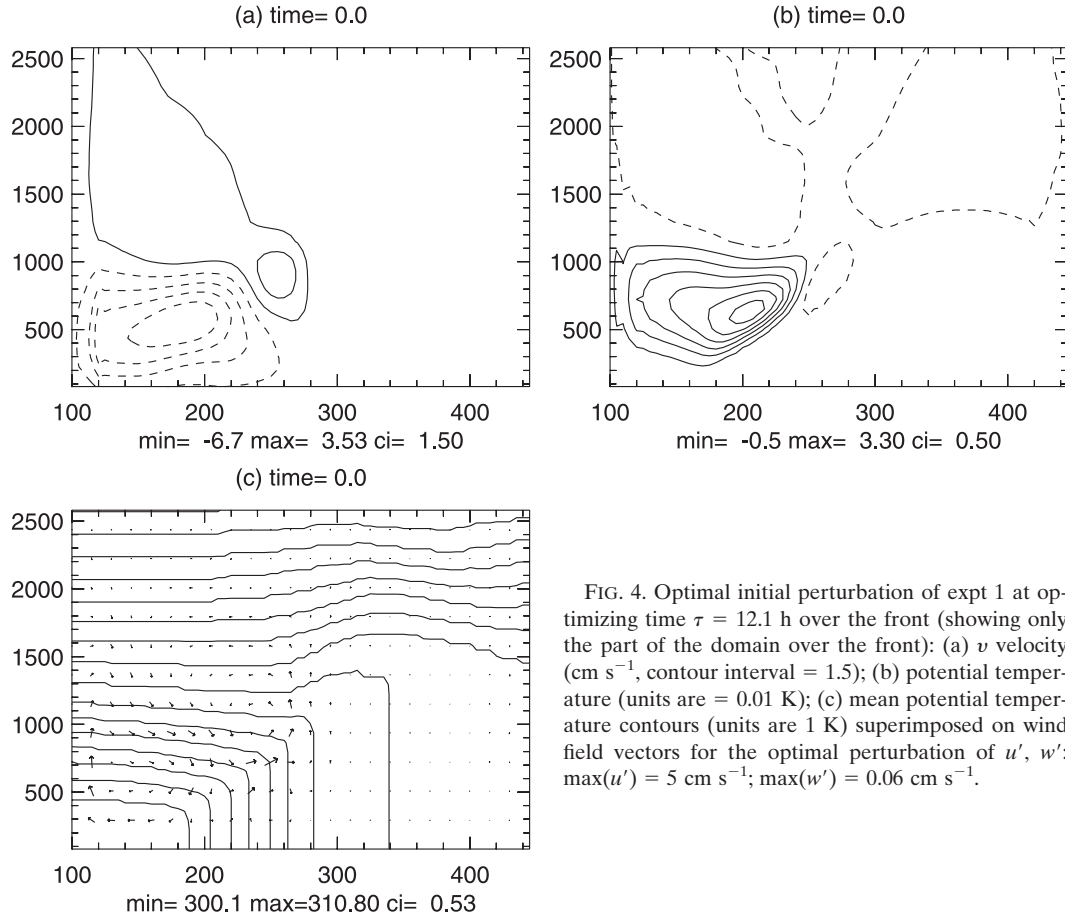 (a) time= 0.0
2500
2000
1500
1000
500
100 200 300 400
min= -6.7 max= 3.53 ci= 1.50
(b) time= 0.0
2500
2000
1500
1000
500
100 200 300 400
min= -0.5 max= 3.30 ci= 0.50
(c) time= 0.0
2500
2000
1500
1000
500
100 200 300 400
min= 300.1 max=310.80 ci= 0.53
FIG. 4. Optimal initial perturbation of expt 1 at op-
timizing time τ = 12.1 h over the front (showing only
the part of the domain over the front): (a) v velocity
(cm s⁻¹, contour interval = 1.5); (b) potential temper-
ature (units are = 0.01 K); (c) mean potential temper-
ature contours (units are 1 K) superimposed on wind
field vectors for the optimal perturbation of u′, w′:
max(u′) = 5 cm s⁻¹; max(w′) = 0.06 cm s⁻¹.